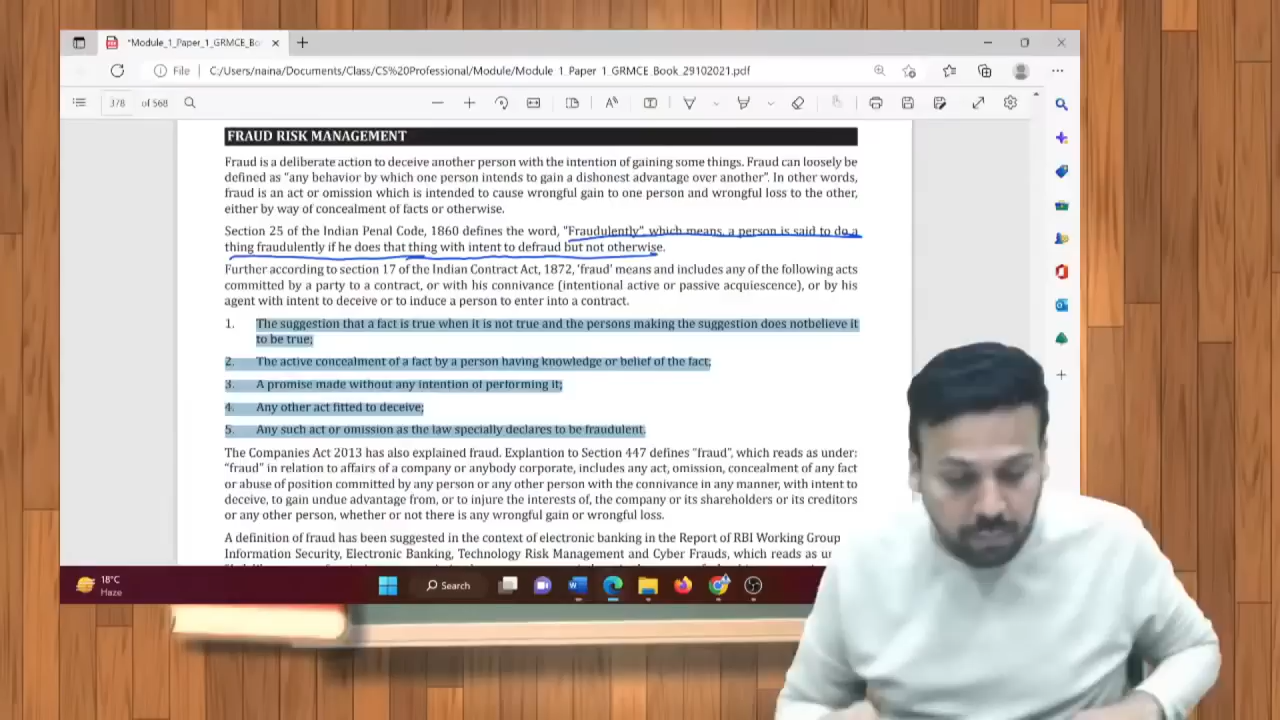 *Module_1_Paper_1_GRMCE_Bo
File
C:/Users/naina/Documents/Class/CS%20Professional/Module/Module_1_Paper_1_GRMCE_Book_29102021.pdf
378 of 568
FRAUD RISK MANAGEMENT
Fraud is a deliberate action to deceive another person with the intention of gaining some things. Fraud can loosely be
defined as "any behavior by which one person intends to gain a dishonest advantage over another". In other words,
fraud is an act or omission which is intended to cause wrongful gain to one person and wrongful loss to the other,
either by way of concealment of facts or otherwise.
Section 25 of the Indian Penal Code, 1860 defines the word, "Fraudulently", which means, a person is said to do a
thing fraudulently if he does that thing with intent to defraud but not otherwise.
Further according to section 17 of the Indian Contract Act, 1872, 'fraud' means and includes any of the following acts
committed by a party to a contract, or with his connivance (intentional active or passive acquiescence), or by his
agent with intent to deceive or to induce a person to enter into a contract.
1. The suggestion that a fact is true when it is not true and the persons making the suggestion does notbelieve it
to be true;
2. The active concealment of a fact by a person having knowledge or belief of the fact;
3. A promise made without any intention of performing it;
4. Any other act fitted to deceive;
5. Any such act or omission as the law specially declares to be fraudulent.
The Companies Act 2013 has also explained fraud. Explantion to Section 447 defines "fraud", which reads as under:
"fraud" in relation to affairs of a company or anybody corporate, includes any act, omission, concealment of any fact
or abuse of position committed by any person or any other person with the connivance in any manner, with intent to
deceive, to gain undue advantage from, or to injure the interests of, the company or its shareholders or its creditors
or any other person, whether or not there is any wrongful gain or wrongful loss.
A definition of fraud has been suggested in the context of electronic banking in the Report of RBI Working Group
Information Security, Electronic Banking, Technology Risk Management and Cyber Frauds, which reads as
18°C
Haze
Search